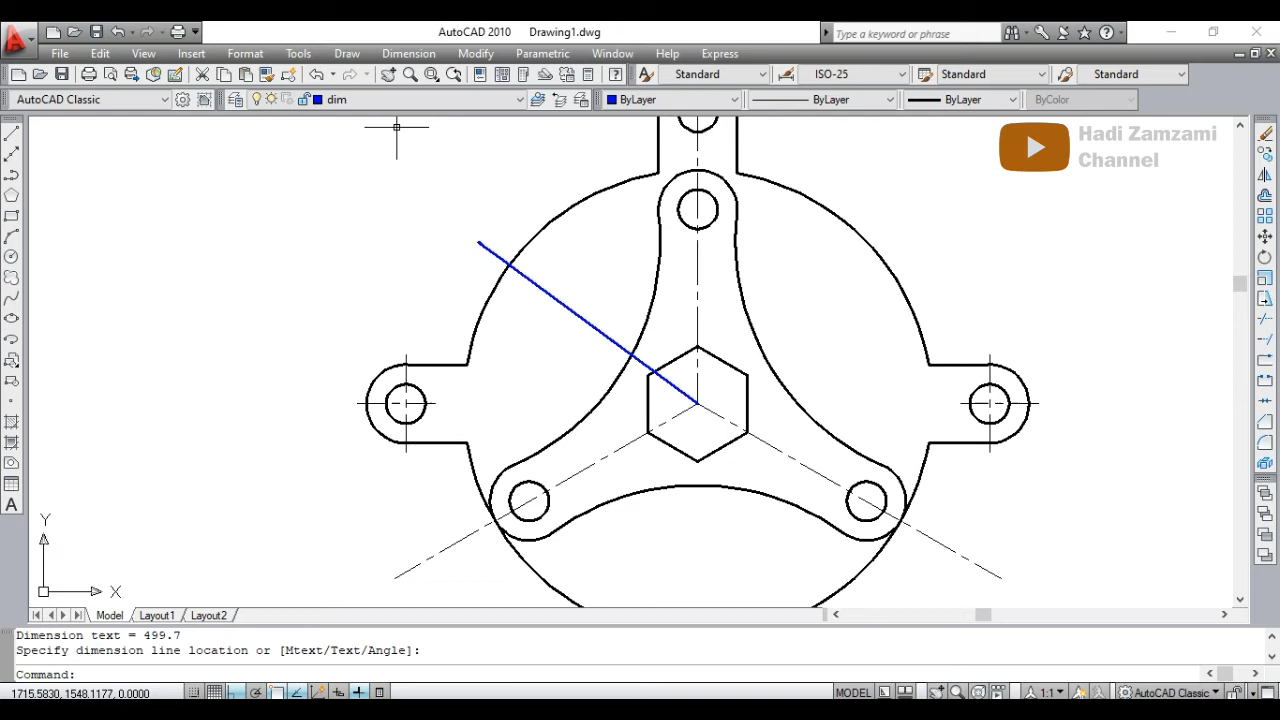 AutoCAD 2010 Drawing1.dwg
Type a keyword or phrase
File Edit View Insert Format Tools Draw Dimension Modify Parametric Window Help Express
Standard ISO-25 Standard Standard
AutoCAD Classic dim ByLayer ByLayer ByLayer ByColor
Hadi Zamzami
Channel
A
Y
X
Model Layout1 Layout2
Dimension text = 499.7
Specify dimension line location or [Mtext/Text/Angle]:
Command:
1715.5830, 1548.1177, 0.0000 MODEL 1:1 AutoCAD Classic